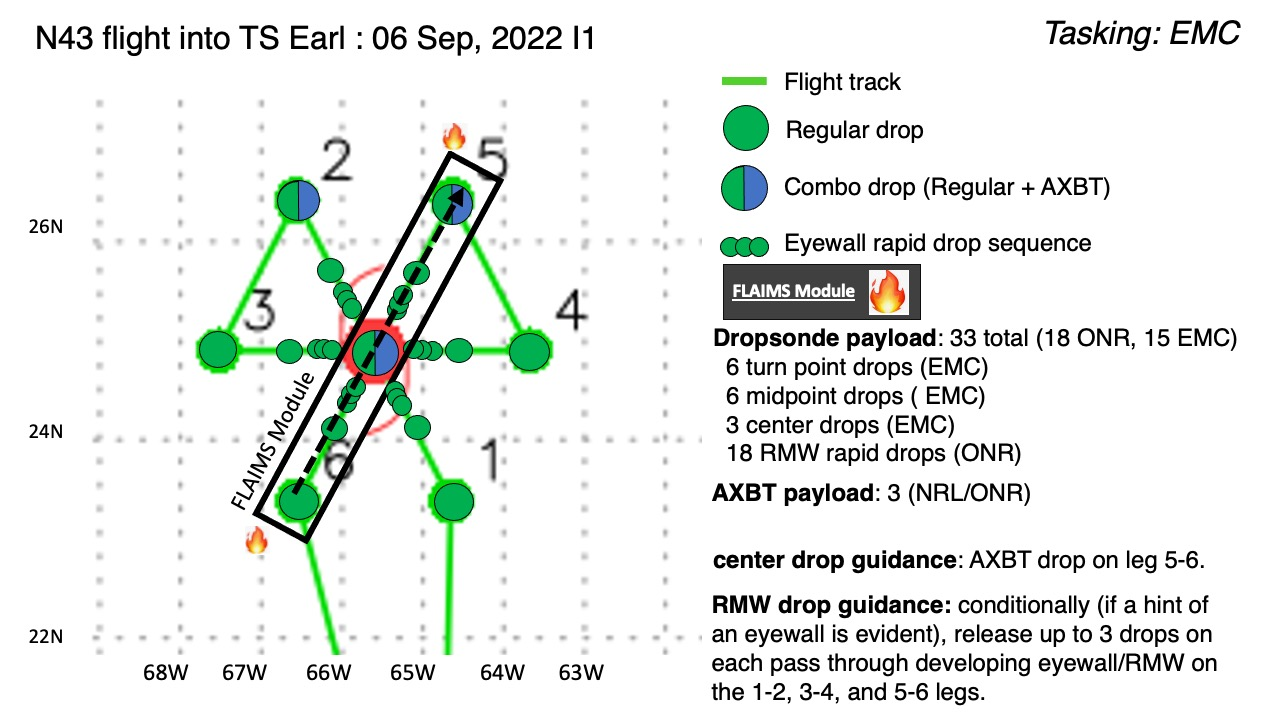 N43 flight into TS Earl : 06 Sep, 2022 I1
Tasking: EMC
Flight track
Regular drop
Combo drop (Regular + AXBT)
Eyewall rapid drop sequence
FLAIMS Module
Dropsonde payload: 33 total (18 ONR, 15 EMC)
6 turn point drops (EMC)
6 midpoint drops ( EMC)
3 center drops (EMC)
18 RMW rapid drops (ONR)
AXBT payload: 3 (NRL/ONR)
center drop guidance: AXBT drop on leg 5-6.
RMW drop guidance: conditionally (if a hint of
an eyewall is evident), release up to 3 drops on
each pass through developing eyewall/RMW on
the 1-2, 3-4, and 5-6 legs.
2
5
26N
3
4
FLAIMS Module
24N
6
1
22N
68W 67W 66W 65W 64W 63W